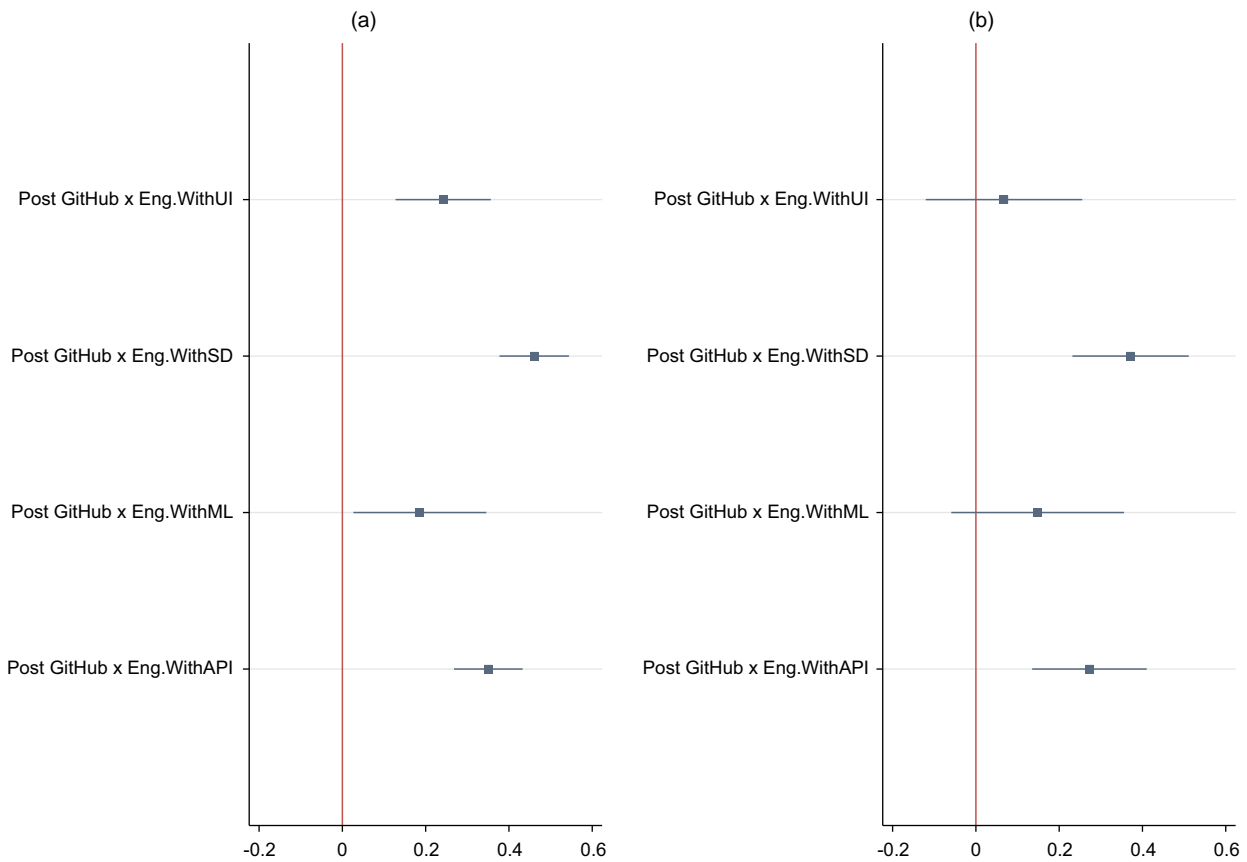 (a)
Post GitHub x Eng.WithUI
Post GitHub x Eng.WithSD
Post GitHub x Eng.WithML
Post GitHub x Eng.WithAPI
-0.2 0 0.2 0.4 0.6
(b)
Post GitHub x Eng.WithUI
Post GitHub x Eng.WithSD
Post GitHub x Eng.WithML
Post GitHub x Eng.WithAPI
-0.2 0 0.2 0.4 0.6